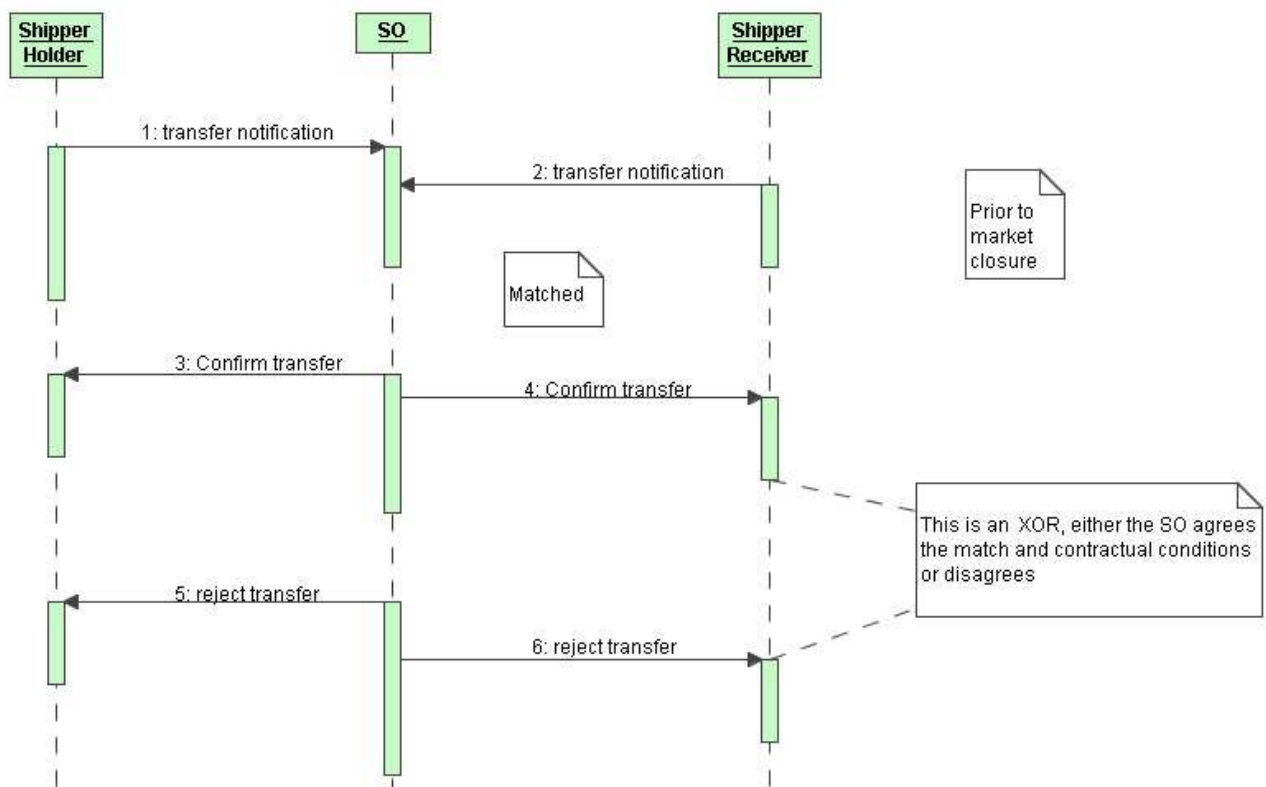 Shipper
Holder
SO
Shipper
Receiver
1: transfer notification
2: transfer notification
Prior to
market
closure
Matched
3: Confirm transfer
4: Confirm transfer
This is an XOR, either the SO agrees
the match and contractual conditions
or disagrees
5: reject transfer
6: reject transfer